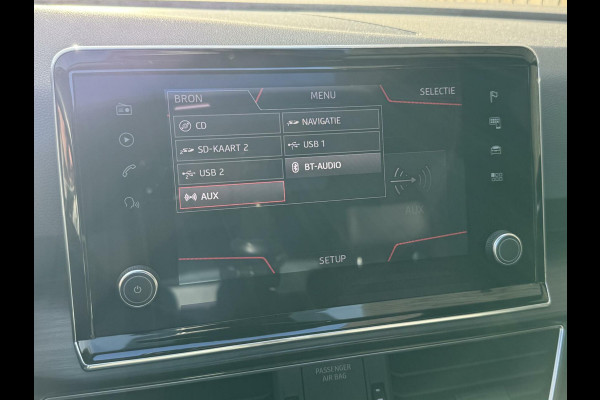 BRON
MENU
SELECTIE
CD
NAVIGATIE
SD-KAART 2
USB 1
USB 2
BT-AUDIO
AUX
AUX
SETUP
PASSENGER
AIR BAG